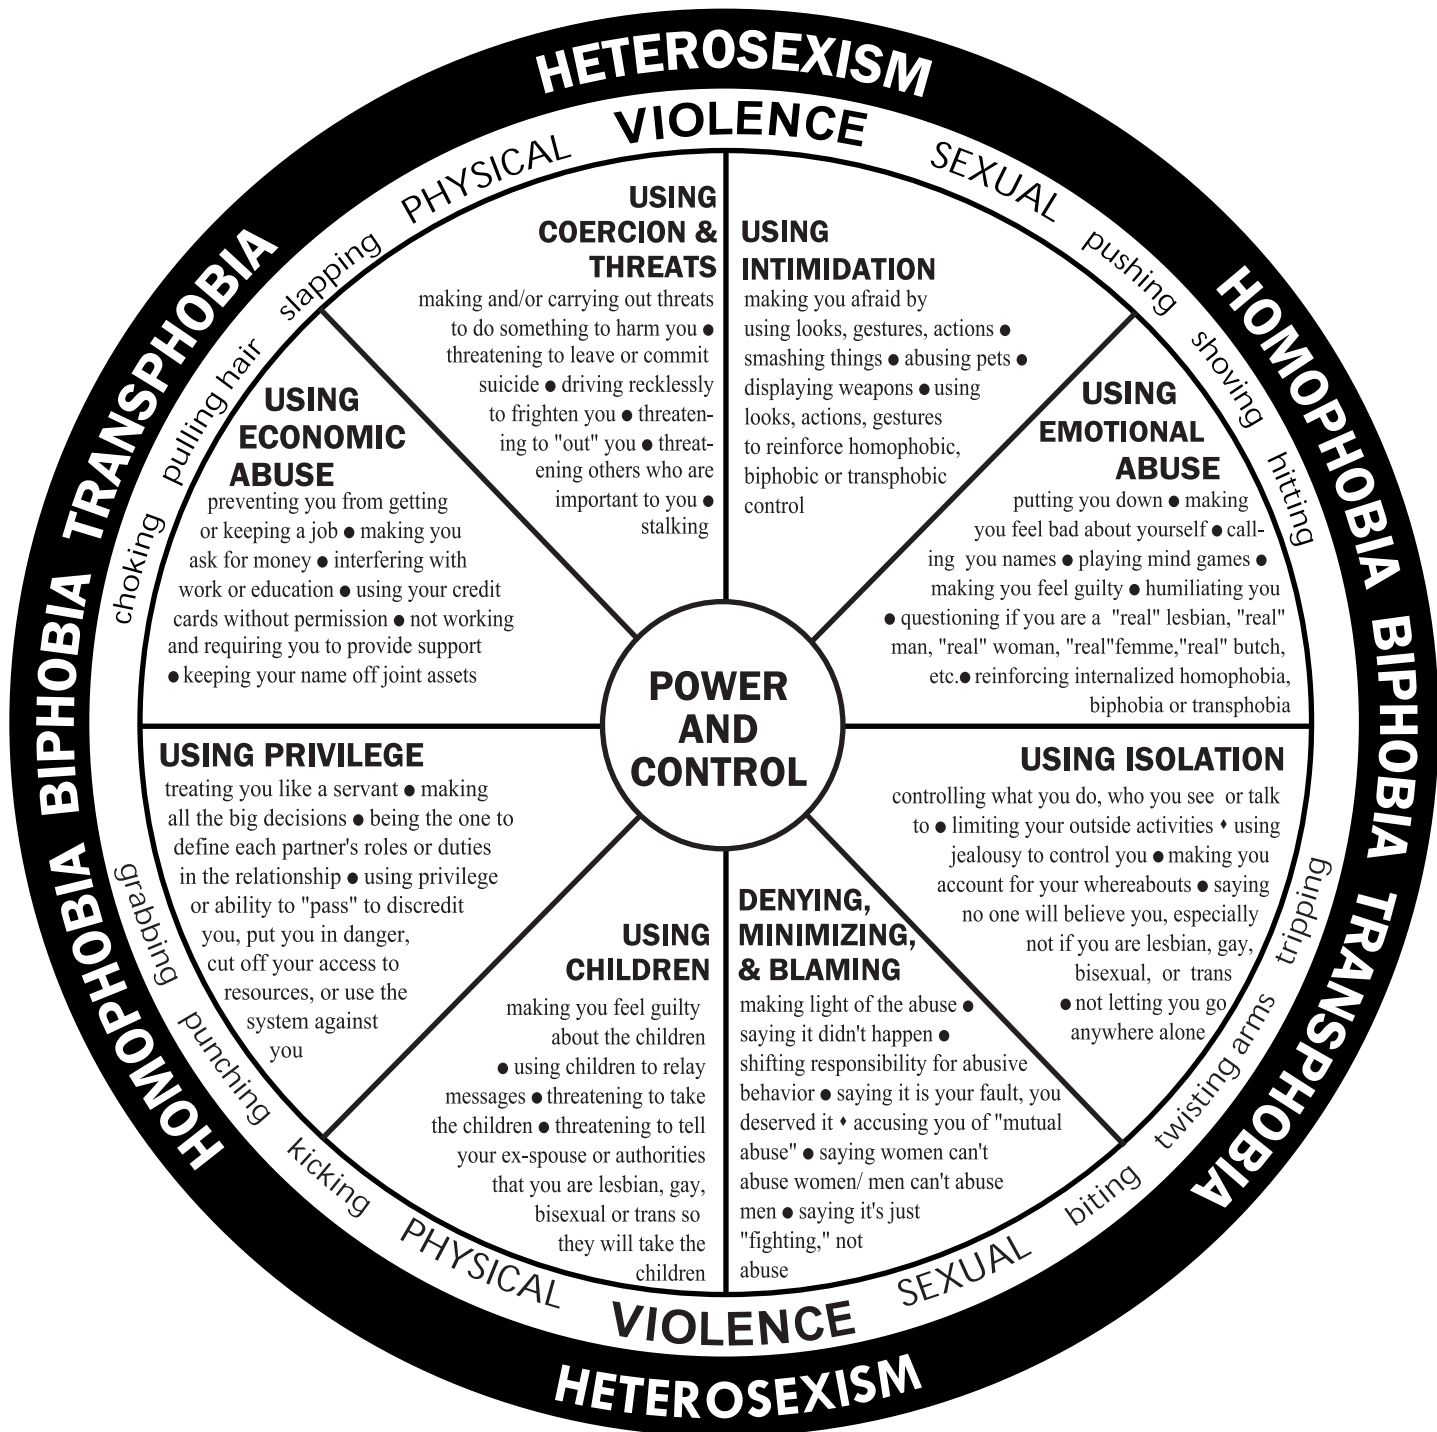 HETEROSEXISM
HOMOPHOBIA BIPHOBIA TRANSPHOBIA
HETEROSEXISM
HOMOPHOBIA BIPHOBIA TRANSPHOBIA
VIOLENCE
SEXUAL
pushing
shoving
hitting
tripping
twisting arms
biting
SEXUAL
VIOLENCE
PHYSICAL
kicking
punching
grabbing
choking
pulling hair
slapping
PHYSICAL
USING
COERCION &
THREATS
making and/or carrying out threats
to do something to harm you ●
threatening to leave or commit
suicide ● driving recklessly
to frighten you ● threaten-
ing to "out" you ● threat-
ening others who are
important to you ●
stalking
USING
INTIMIDATION
making you afraid by
using looks, gestures, actions ●
smashing things ● abusing pets ●
displaying weapons ● using
looks, actions, gestures
to reinforce homophobic,
biphobic or transphobic
control
USING
EMOTIONAL
ABUSE
putting you down ● making
you feel bad about yourself ● call-
ing you names ● playing mind games ●
making you feel guilty ● humiliating you
● questioning if you are a "real" lesbian, "real"
man, "real" woman, "real"femme,"real" butch,
etc.● reinforcing internalized homophobia,
biphobia or transphobia
USING ISOLATION
controlling what you do, who you see or talk
to ● limiting your outside activities ♦ using
jealousy to control you ● making you
account for your whereabouts ● saying
no one will believe you, especially
not if you are lesbian, gay,
bisexual, or trans
● not letting you go
anywhere alone
DENYING,
MINIMIZING,
& BLAMING
making light of the abuse ●
saying it didn't happen ●
shifting responsibility for abusive
behavior ● saying it is your fault, you
deserved it ♦ accusing you of "mutual
abuse" ● saying women can't
abuse women/ men can't abuse
men ● saying it's just
"fighting," not
abuse
USING
CHILDREN
making you feel guilty
about the children
● using children to relay
messages ● threatening to take
the children ● threatening to tell
your ex-spouse or authorities
that you are lesbian, gay,
bisexual or trans so
they will take the
children
USING PRIVILEGE
treating you like a servant ● making
all the big decisions ● being the one to
define each partner's roles or duties
in the relationship ● using privilege
or ability to "pass" to discredit
you, put you in danger,
cut off your access to
resources, or use the
system against
you
USING
ECONOMIC
ABUSE
preventing you from getting
or keeping a job ● making you
ask for money ● interfering with
work or education ● using your credit
cards without permission ● not working
and requiring you to provide support
● keeping your name off joint assets
POWER
AND
CONTROL